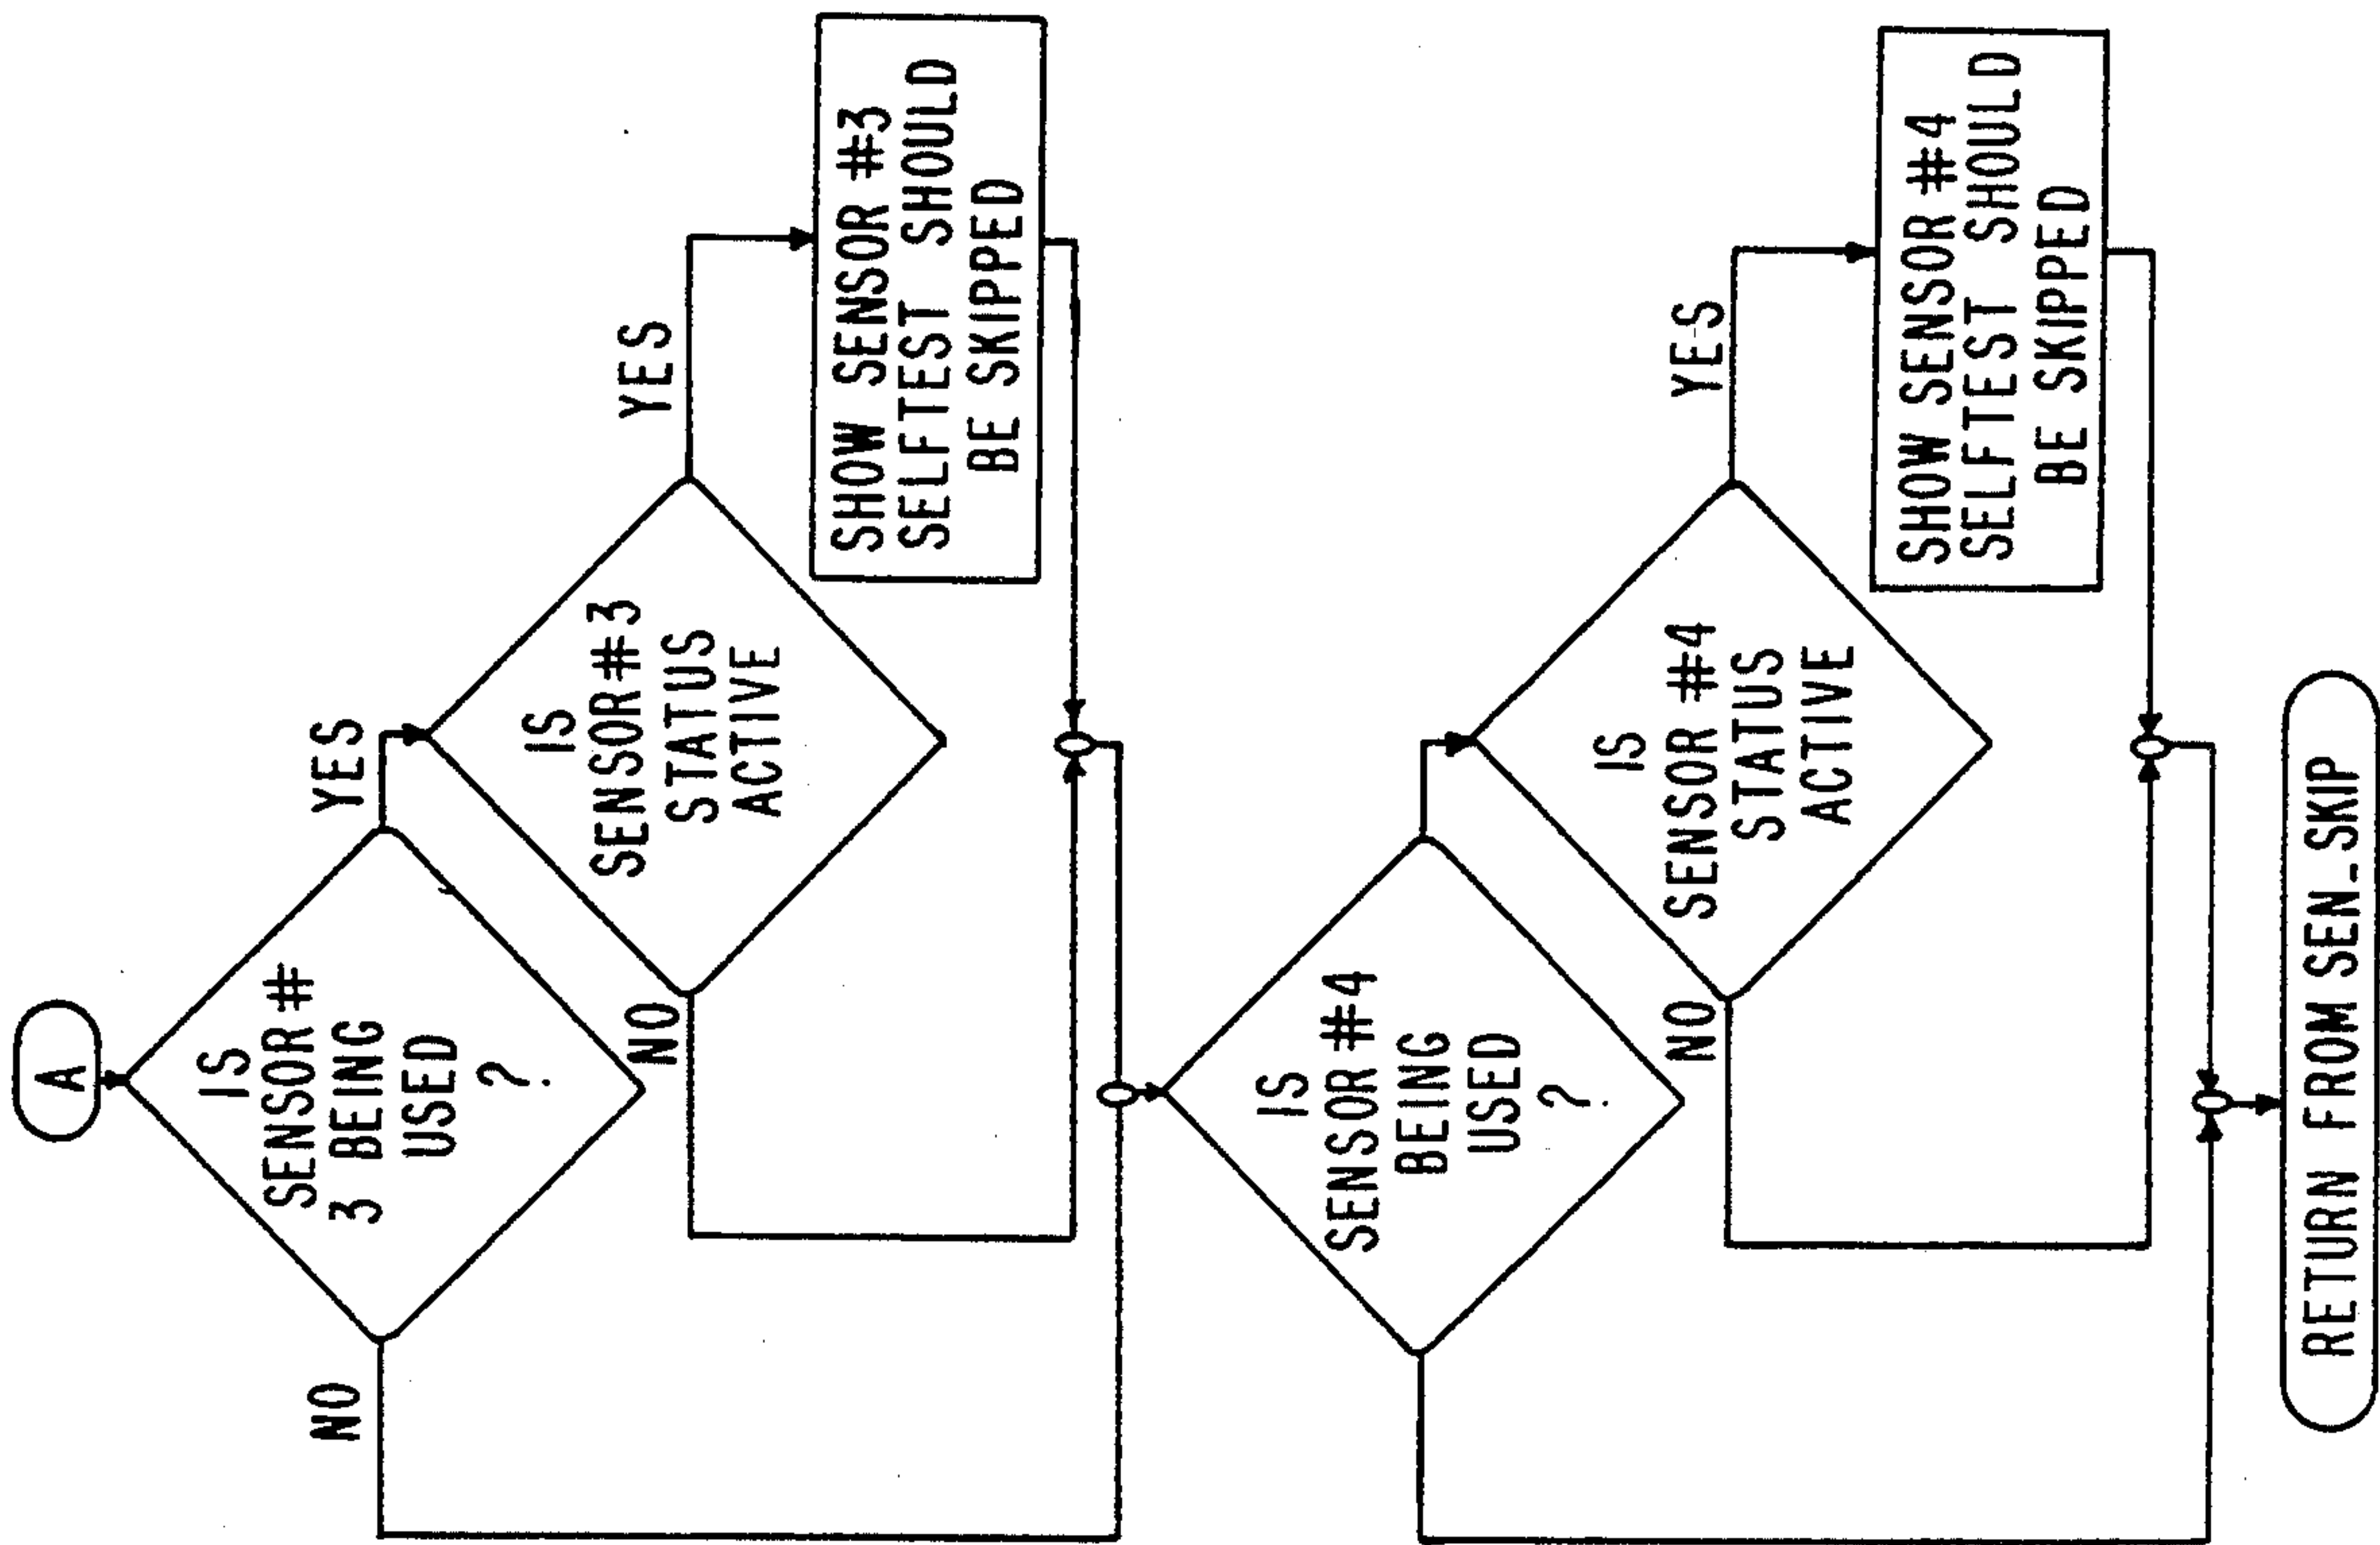 A
IS
SENSOR #
3 BEING
USED
?
YES
NO
IS
SENSOR #3
STATUS
ACTIVE
YES
NO
SHOW SENSOR #3
SELFTEST SHOULD
BE SKIPPED
IS
SENSOR #4
BEING
USED
?
IS
SENSOR #4
STATUS
ACTIVE
YES
NO
SHOW SENSOR #4
SELFTEST SHOULD
BE SKIPPED
RETURN FROM SEN_SKIP